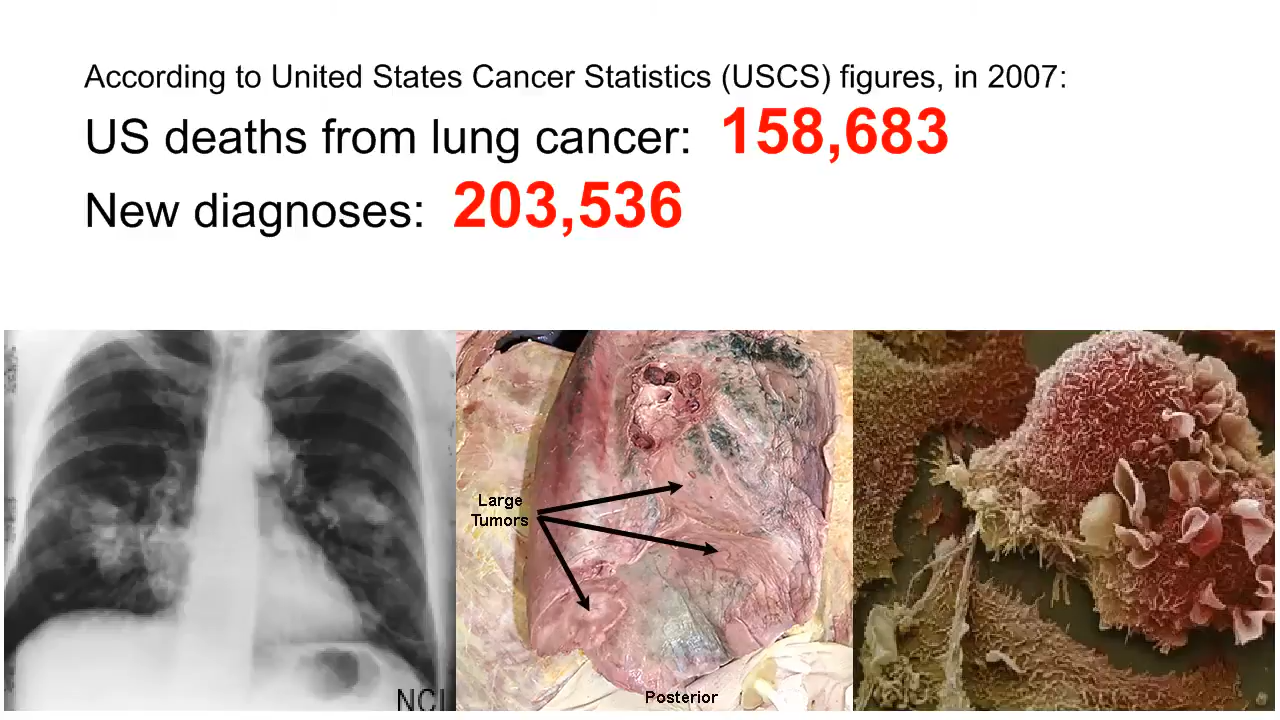 According to United States Cancer Statistics (USCS) figures, in 2007:
US deaths from lung cancer: 158,683
New diagnoses: 203,536
Large
Tumors
Posterior
NCI